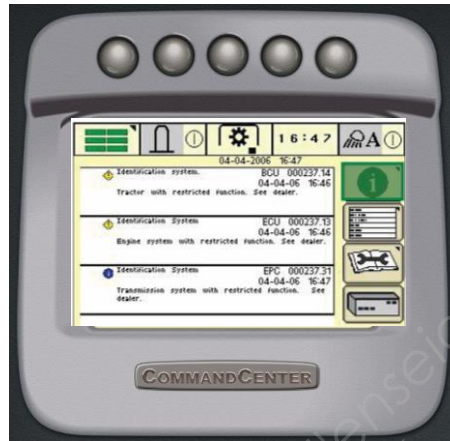 16:47
A
04-04-2006 16:47
Identification system. BCU 000237.14
04-04-06 16:46
Tractor with restricted function. See dealer.
Identification System ECU 000237.13
04-04-06 16:46
Engine system with restricted function. See dealer.
Identification System EPC 000237.31
04-04-06 16:47
Transmission system with restricted function. See
dealer.
COMMANDCENTER